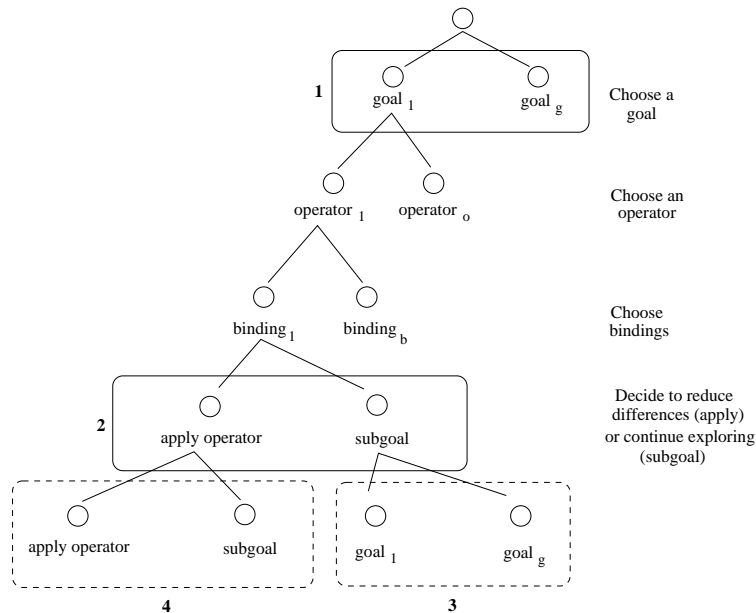 1
goal 1
goal g
Choose a
goal
operator 1
operator o
Choose an
operator
binding 1
binding b
Choose
bindings
2
apply operator
subgoal
Decide to reduce
differences (apply)
or continue exploring
(subgoal)
apply operator
subgoal
goal 1
goal g
4
3